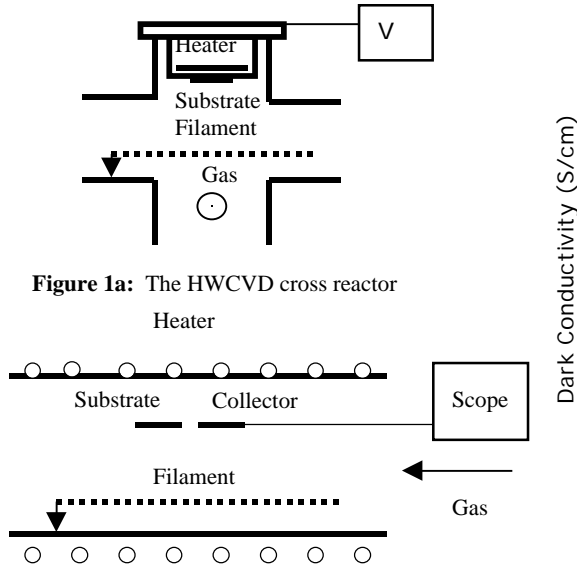 Heater
V
Substrate
Filament
Gas
Figure 1a: The HWCVD cross reactor
Heater
Substrate
Collector
Scope
Filament
Gas
Dark Conductivity (S/cm)